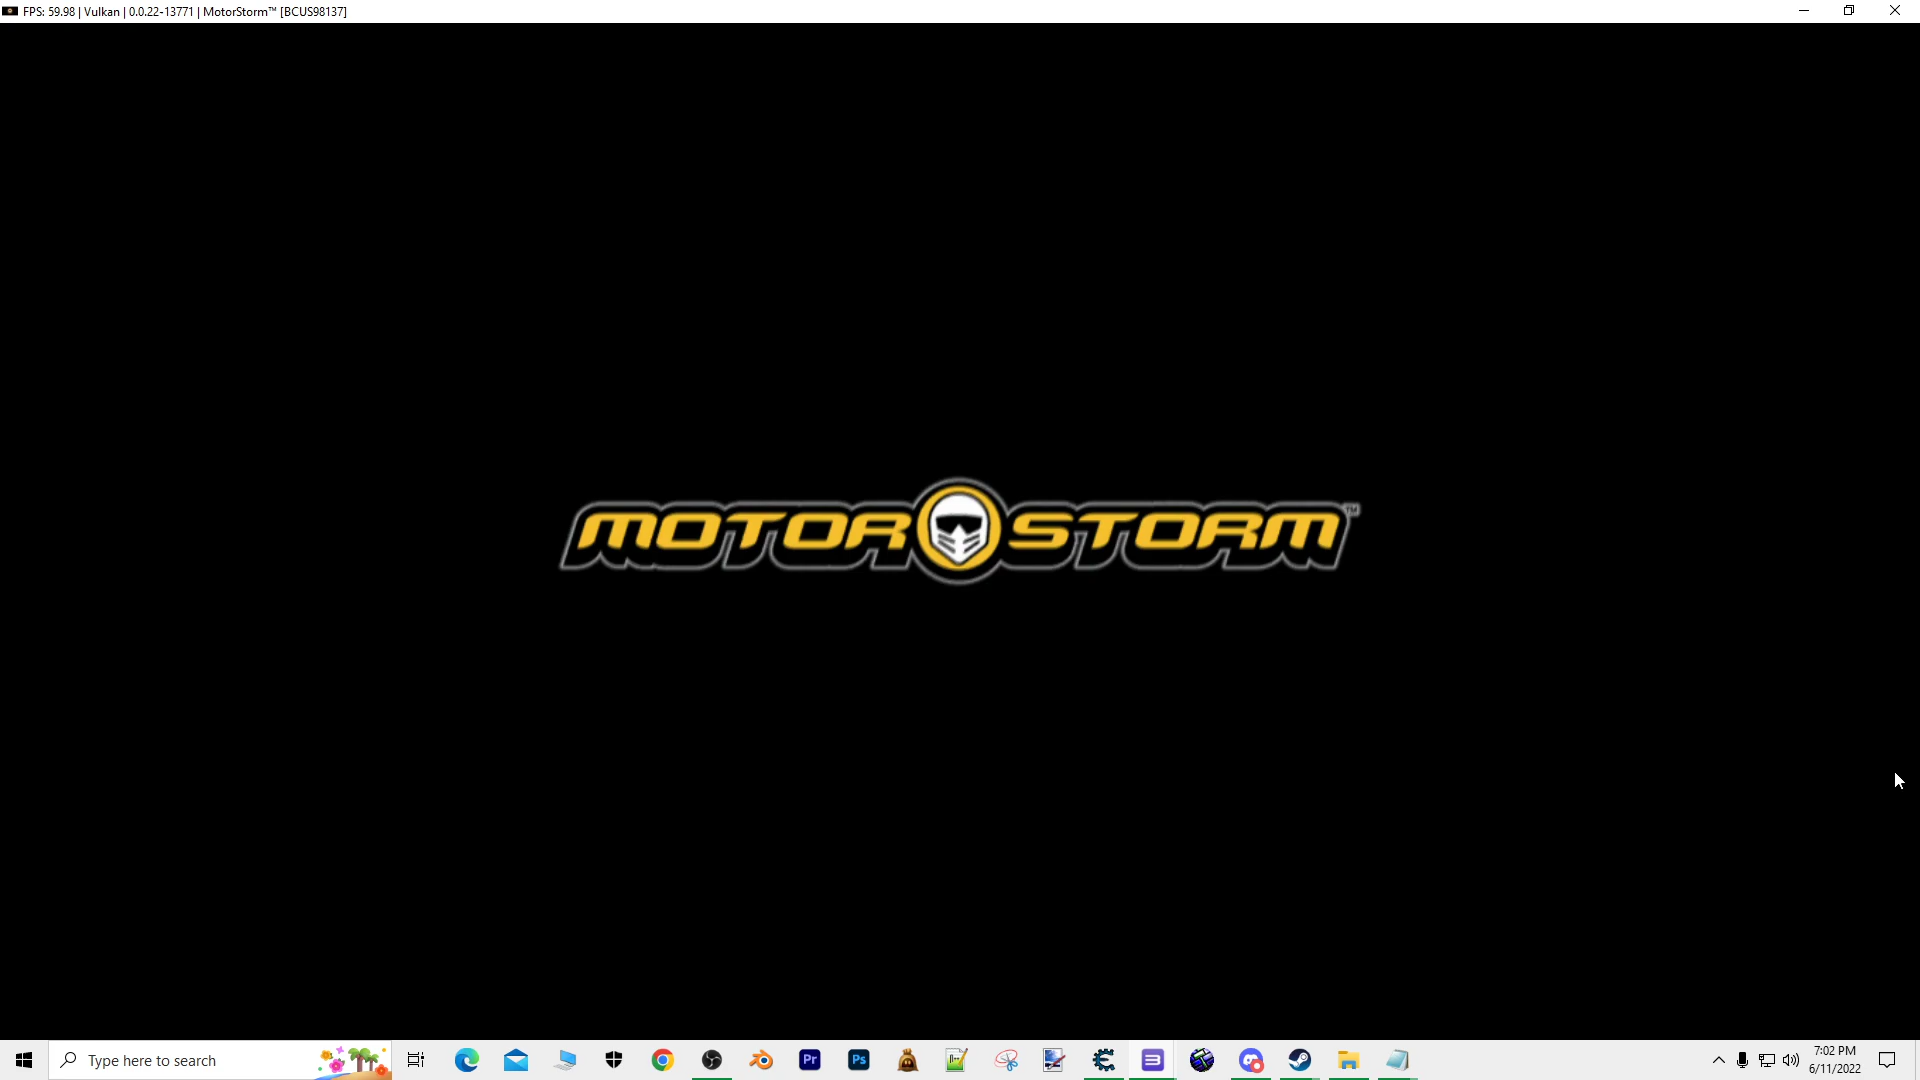 FPS: 59.98 | Vulkan | 0.0.22-13771 | MotorStorm™ [BCUS98137]
MOTORSTORM™
Type here to search
Pr
Ps
7:02 PM
6/11/2022